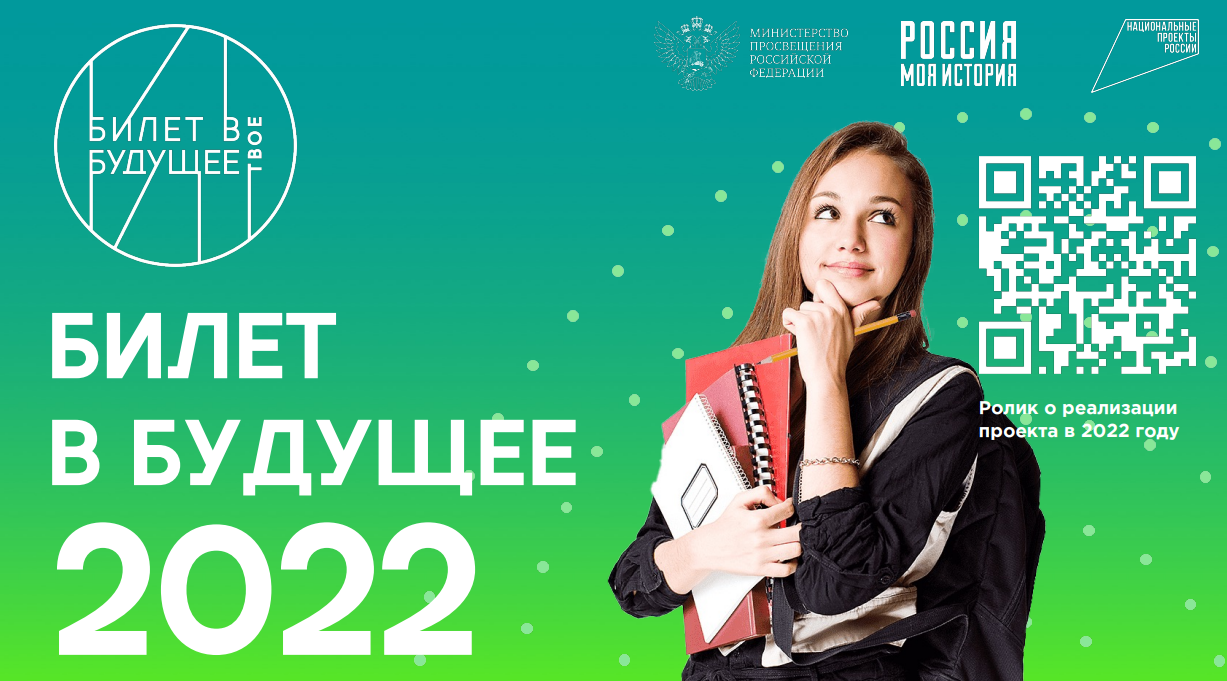 БИЛЕТ В
БУДУЩЕЕ
ТВОЕ
МИНИСТЕРСТВО
ПРОСВЕЩЕНИЯ
РОССИЙСКОЙ
ФЕДЕРАЦИИ
РОССИЯ
МОЯ ИСТОРИЯ
НАЦИОНАЛЬНЫЕ
ПРОЕКТЫ
РОССИИ
БИЛЕТ
В БУДУЩЕЕ
2022
Ролик о реализации
проекта в 2022 году